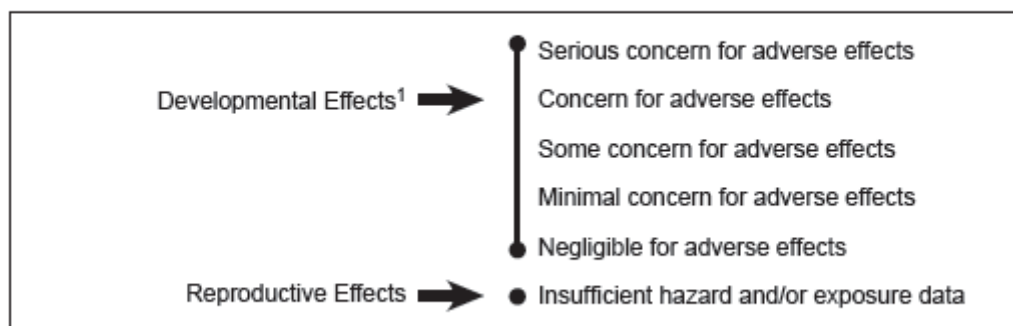 Serious concern for adverse effects
Developmental Effects¹ Concern for adverse effects
Some concern for adverse effects
Minimal concern for adverse effects
Negligible for adverse effects
Reproductive Effects Insufficient hazard and/or exposure data